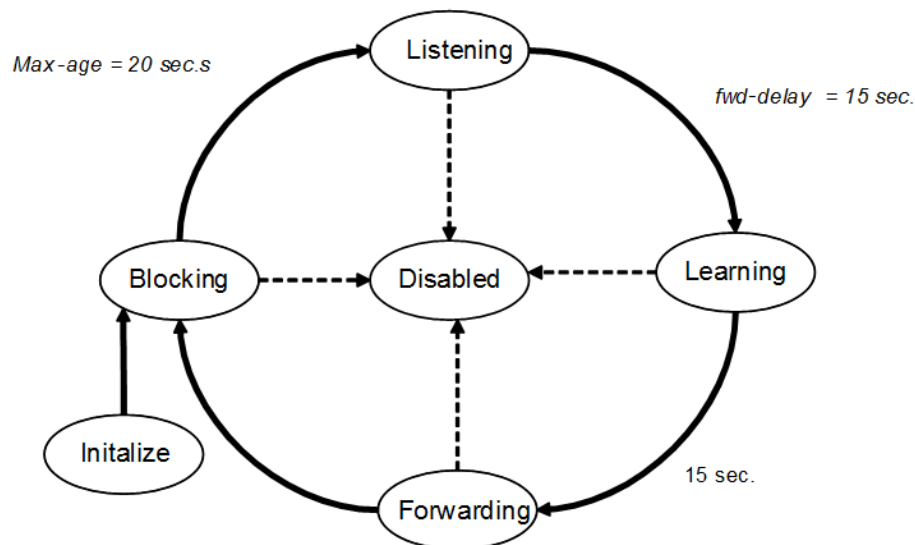 Listening
Max-age = 20 sec.s
fwd-delay = 15 sec.
Blocking
Disabled
Learning
Initalize
15 sec.
Forwarding